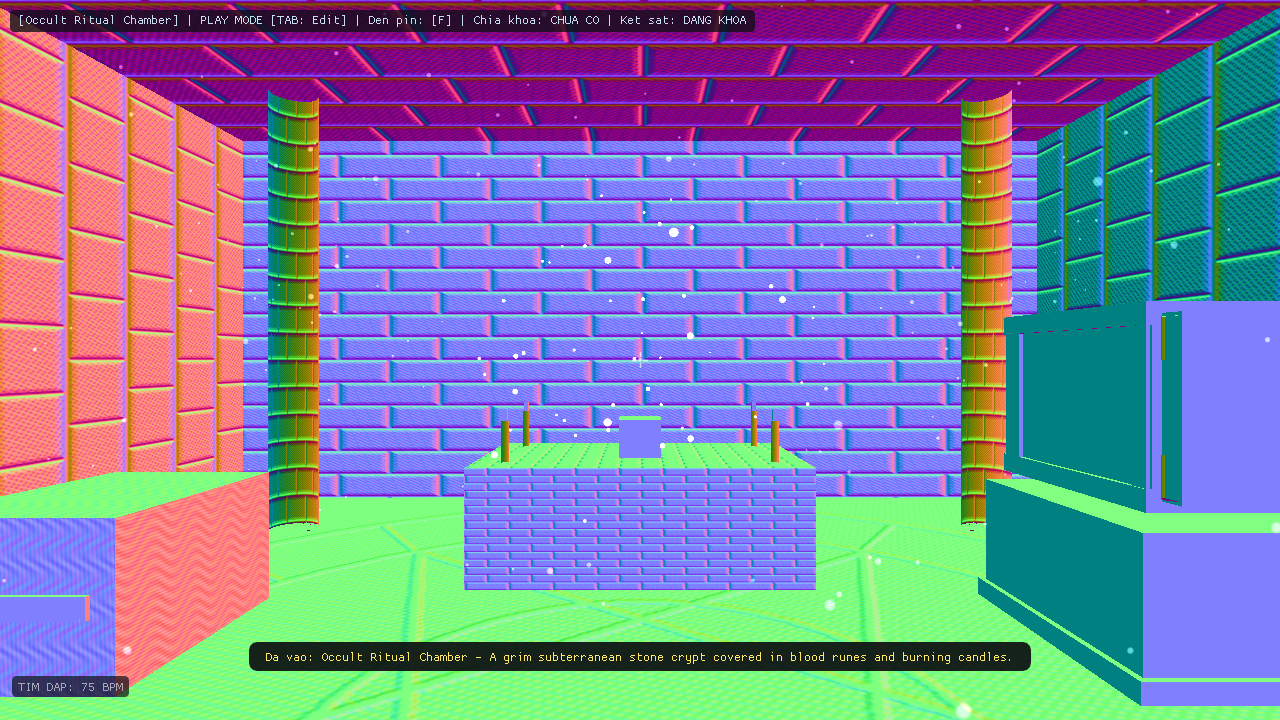 [Occult Ritual Chamber] | PLAY MODE [TAB: Edit] | Den pin: [F] | Chia khoa: CHUA CO | Ket sat: DANG KHOA
Da vao: Occult Ritual Chamber - A grim subterranean stone crypt covered in blood runes and burning candles.
TIM DAP: 75 BPM